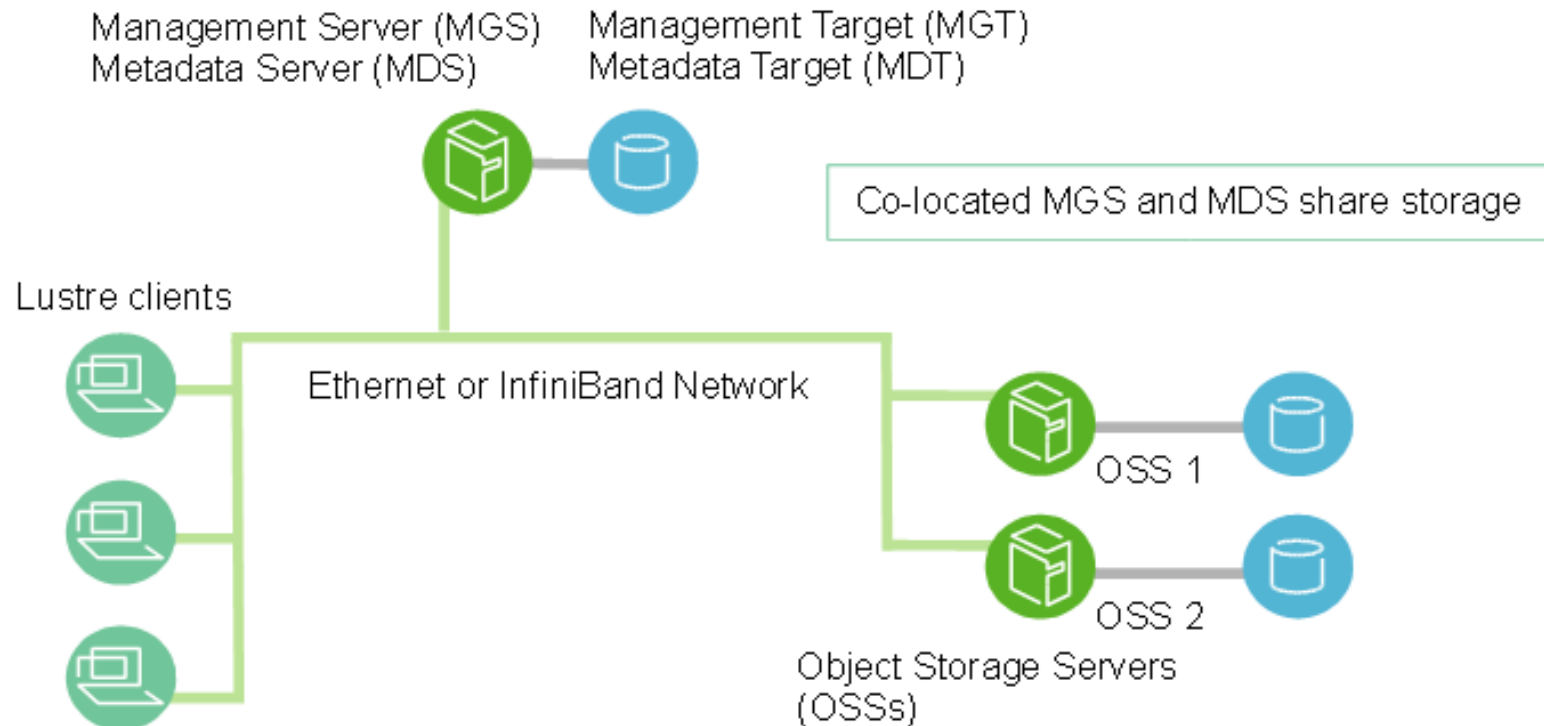 Management Server (MGS)
Metadata Server (MDS)
Management Target (MGT)
Metadata Target (MDT)
Co-located MGS and MDS share storage
Lustre clients
Ethernet or InfiniBand Network
OSS 1
OSS 2
Object Storage Servers
(OSSs)